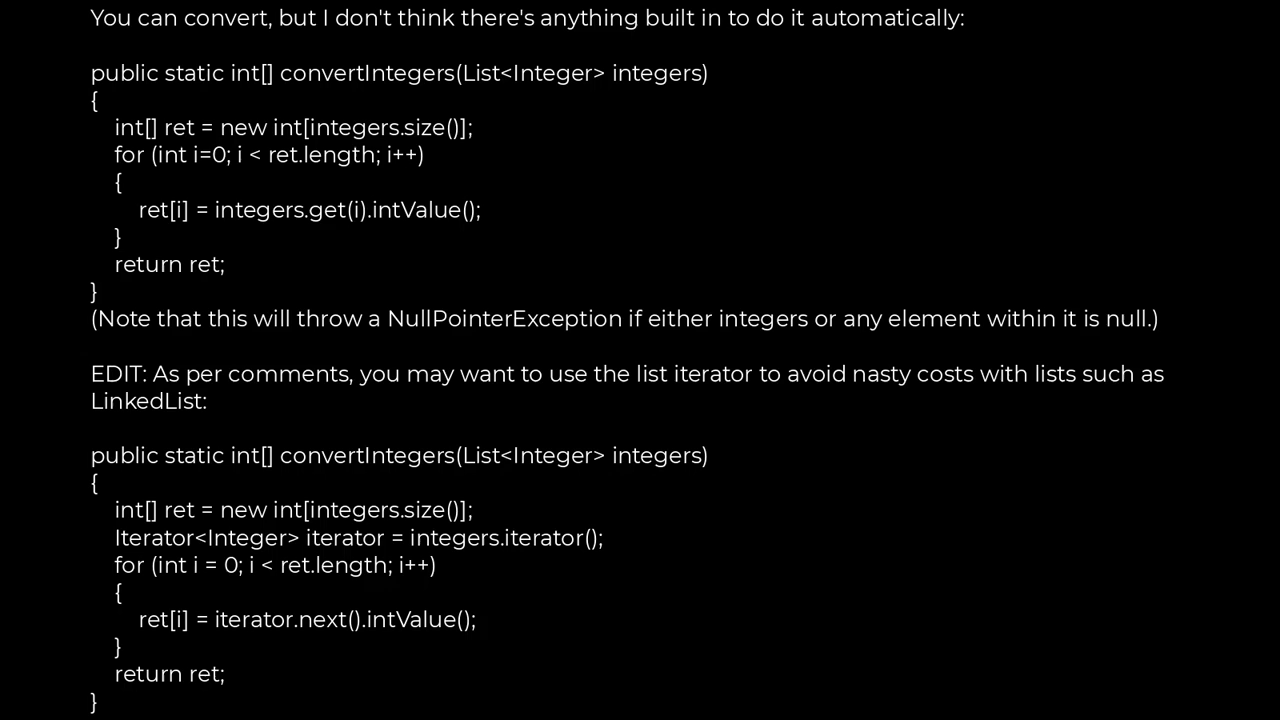 You can convert, but I don't think there's anything built in to do it automatically:
public static int[] convertIntegers(List<Integer> integers)
{
int[] ret = new int[integers.size()];
for (int i=0; i < ret.length; i++)
{
ret[i] = integers.get(i).intValue();
}
return ret;
}
(Note that this will throw a NullPointerException if either integers or any element within it is null.)
EDIT: As per comments, you may want to use the list iterator to avoid nasty costs with lists such as
LinkedList:
public static int[] convertIntegers(List<Integer> integers)
{
int[] ret = new int[integers.size()];
Iterator<Integer> iterator = integers.iterator();
for (int i = 0; i < ret.length; i++)
{
ret[i] = iterator.next().intValue();
}
return ret;
}